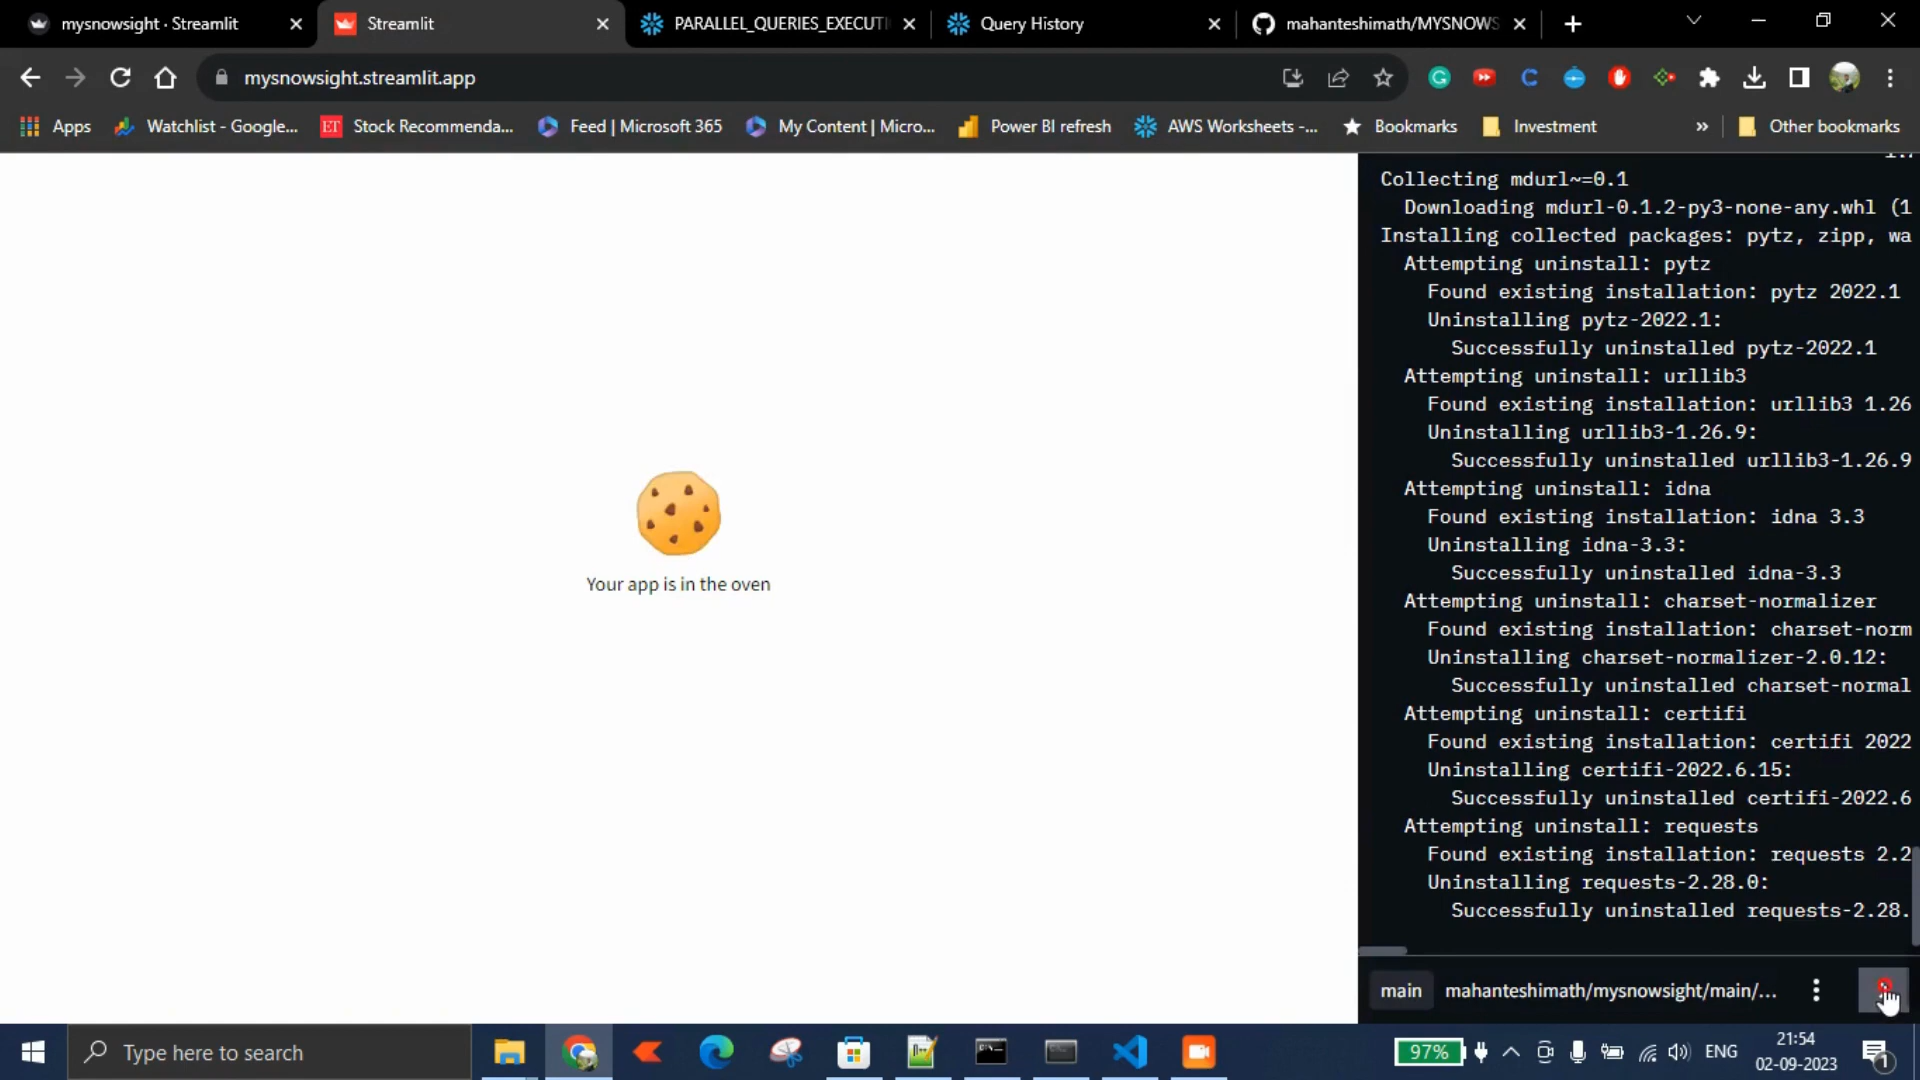 mysnowsight · Streamlit
Streamlit
PARALLEL_QUERIES_EXECUTI
Query History
mahanteshimath/MYSNOWS
mysnowsight.streamlit.app
Apps
Watchlist - Google...
ET Stock Recommenda...
Feed | Microsoft 365
My Content | Micro...
Power BI refresh
AWS Worksheets -...
Bookmarks
Investment
Other bookmarks
Your app is in the oven
Collecting mdurl~=0.1
Downloading mdurl-0.1.2-py3-none-any.whl (1
Installing collected packages: pytz, zipp, wa
Attempting uninstall: pytz
Found existing installation: pytz 2022.1
Uninstalling pytz-2022.1:
Successfully uninstalled pytz-2022.1
Attempting uninstall: urllib3
Found existing installation: urllib3 1.26
Uninstalling urllib3-1.26.9:
Successfully uninstalled urllib3-1.26.9
Attempting uninstall: idna
Found existing installation: idna 3.3
Uninstalling idna-3.3:
Successfully uninstalled idna-3.3
Attempting uninstall: charset-normalizer
Found existing installation: charset-norm
Uninstalling charset-normalizer-2.0.12:
Successfully uninstalled charset-normal
Attempting uninstall: certifi
Found existing installation: certifi 2022
Uninstalling certifi-2022.6.15:
Successfully uninstalled certifi-2022.6
Attempting uninstall: requests
Found existing installation: requests 2.2
Uninstalling requests-2.28.0:
Successfully uninstalled requests-2.28.
main
mahanteshimath/mysnowsight/main/...
Type here to search
97%
ENG
21:54
02-09-2023
1